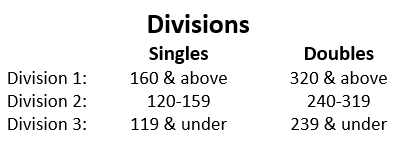 Divisions
Singles Doubles
Division 1: 160 & above 320 & above
Division 2: 120-159 240-319
Division 3: 119 & under 239 & under